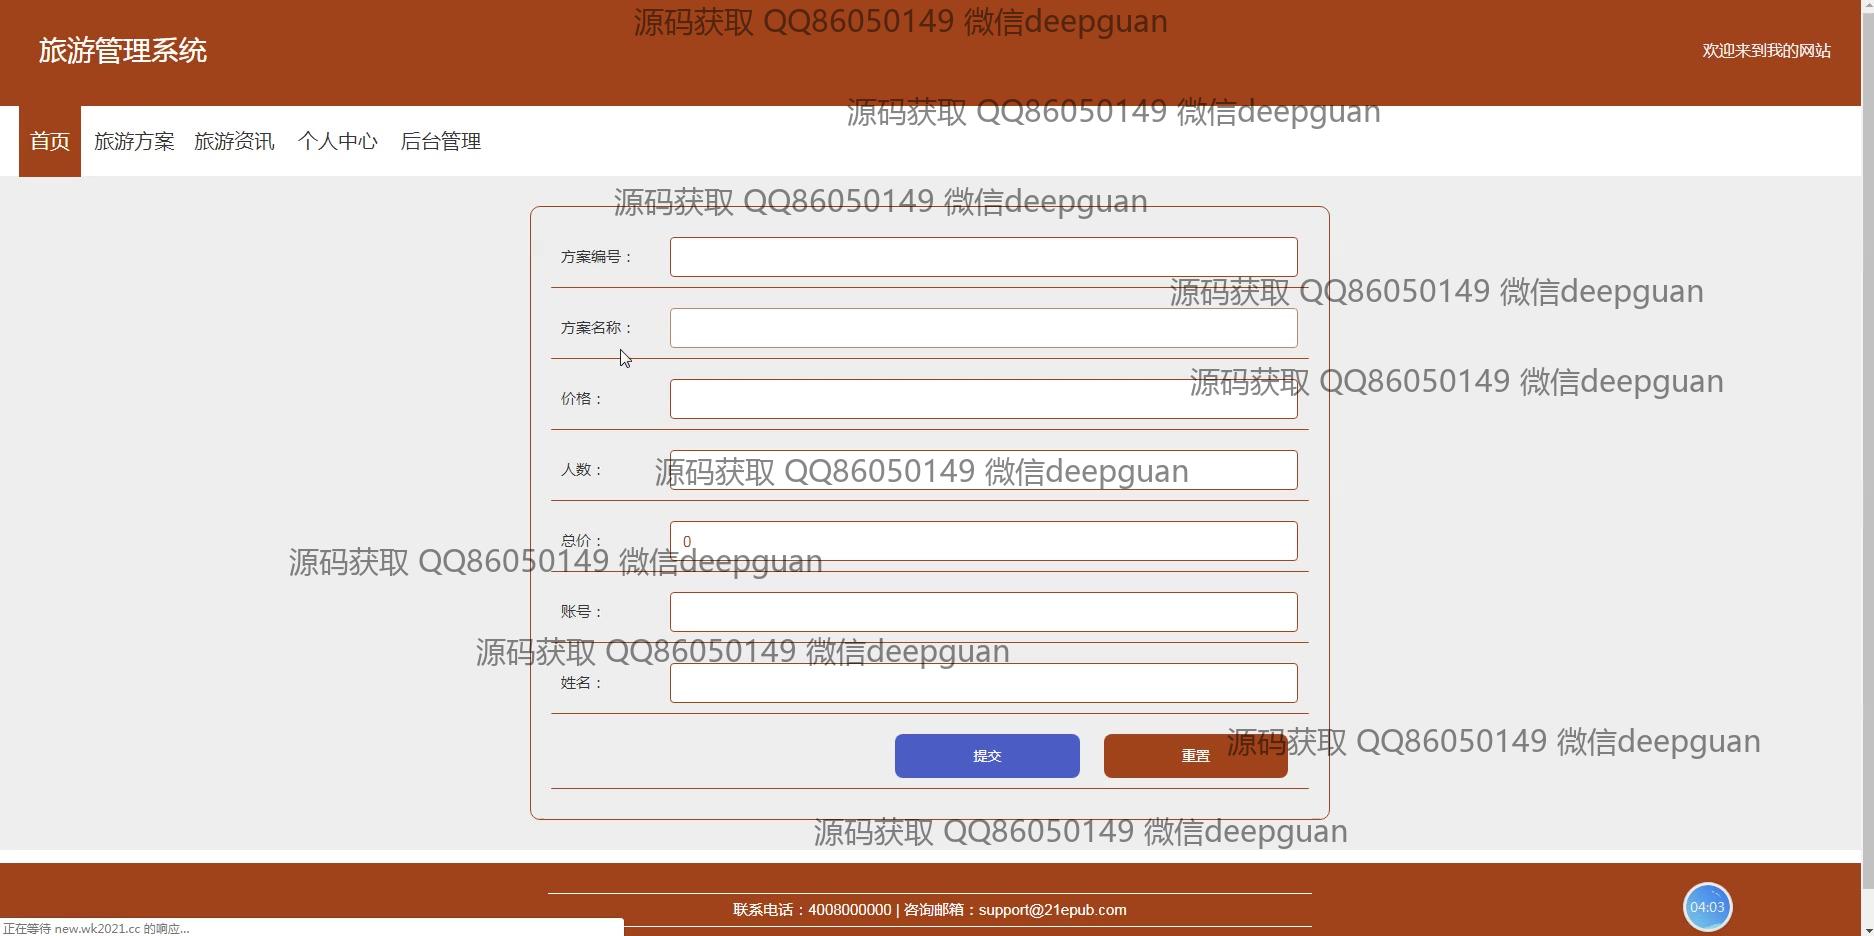 源码获取 QQ86050149 微信deepguan
旅游管理系统
欢迎来到我的网站
源码获取 QQ86050149 微信deepguan
首页 旅游方案 旅游资讯 个人中心 后台管理
源码获取 QQ86050149 微信deepguan
方案编号：
源码获取 QQ86050149 微信deepguan
方案名称：
源码获取 QQ86050149 微信deepguan
价格：
人数：
源码获取 QQ86050149 微信deepguan
总价： 0
源码获取 QQ86050149 微信deepguan
账号：
源码获取 QQ86050149 微信deepguan
姓名：
源码获取 QQ86050149 微信deepguan
提交 重置
源码获取 QQ86050149 微信deepguan
联系电话：4008000000 | 咨询邮箱：support@21epub.com
04:03
正在等待 new.wk2021.cc 的响应...